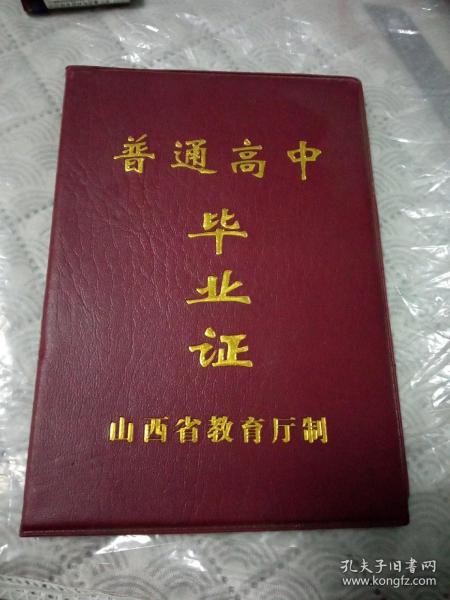 普通高中
毕
业
证
山西省教育厅制
孔夫子旧书网
www.kongfz.com